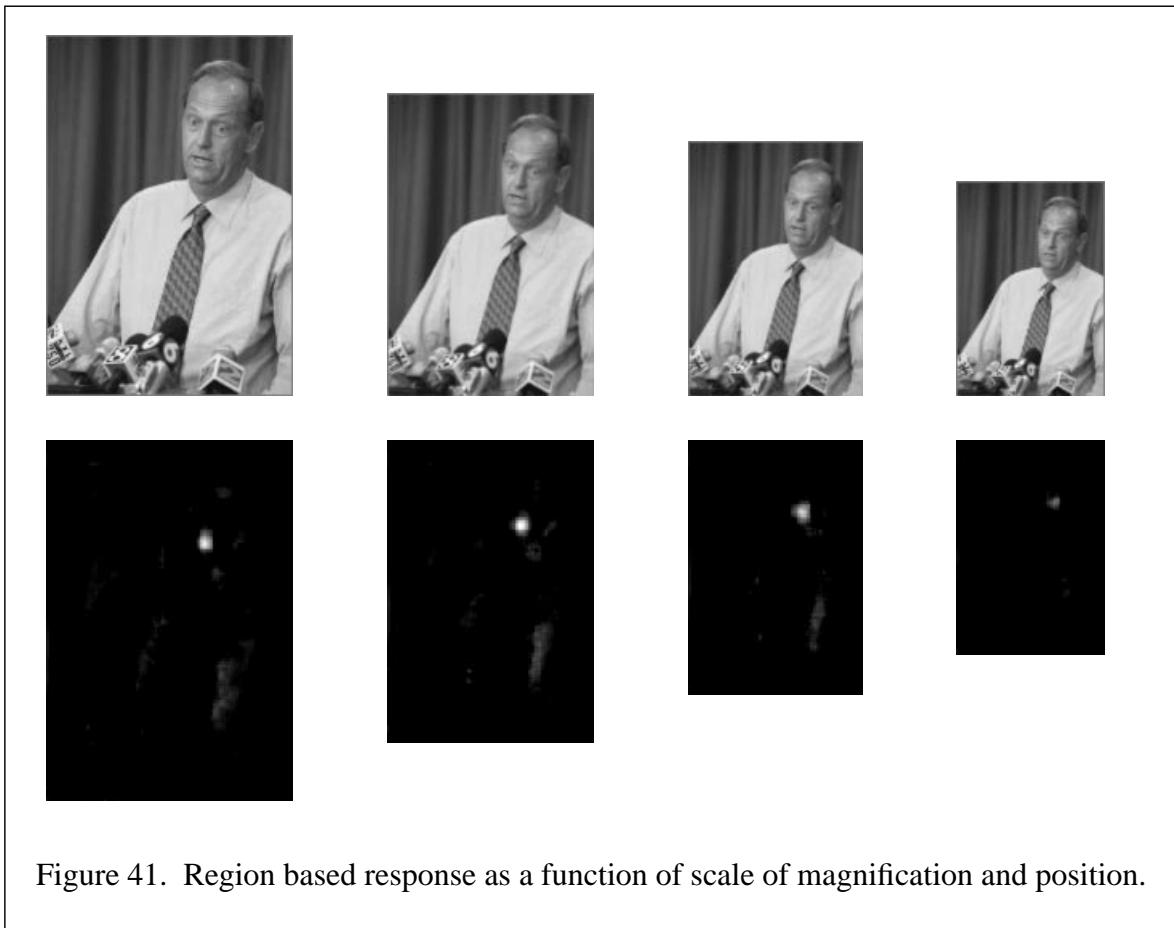 Figure 41. Region based response as a function of scale of magnification and position.